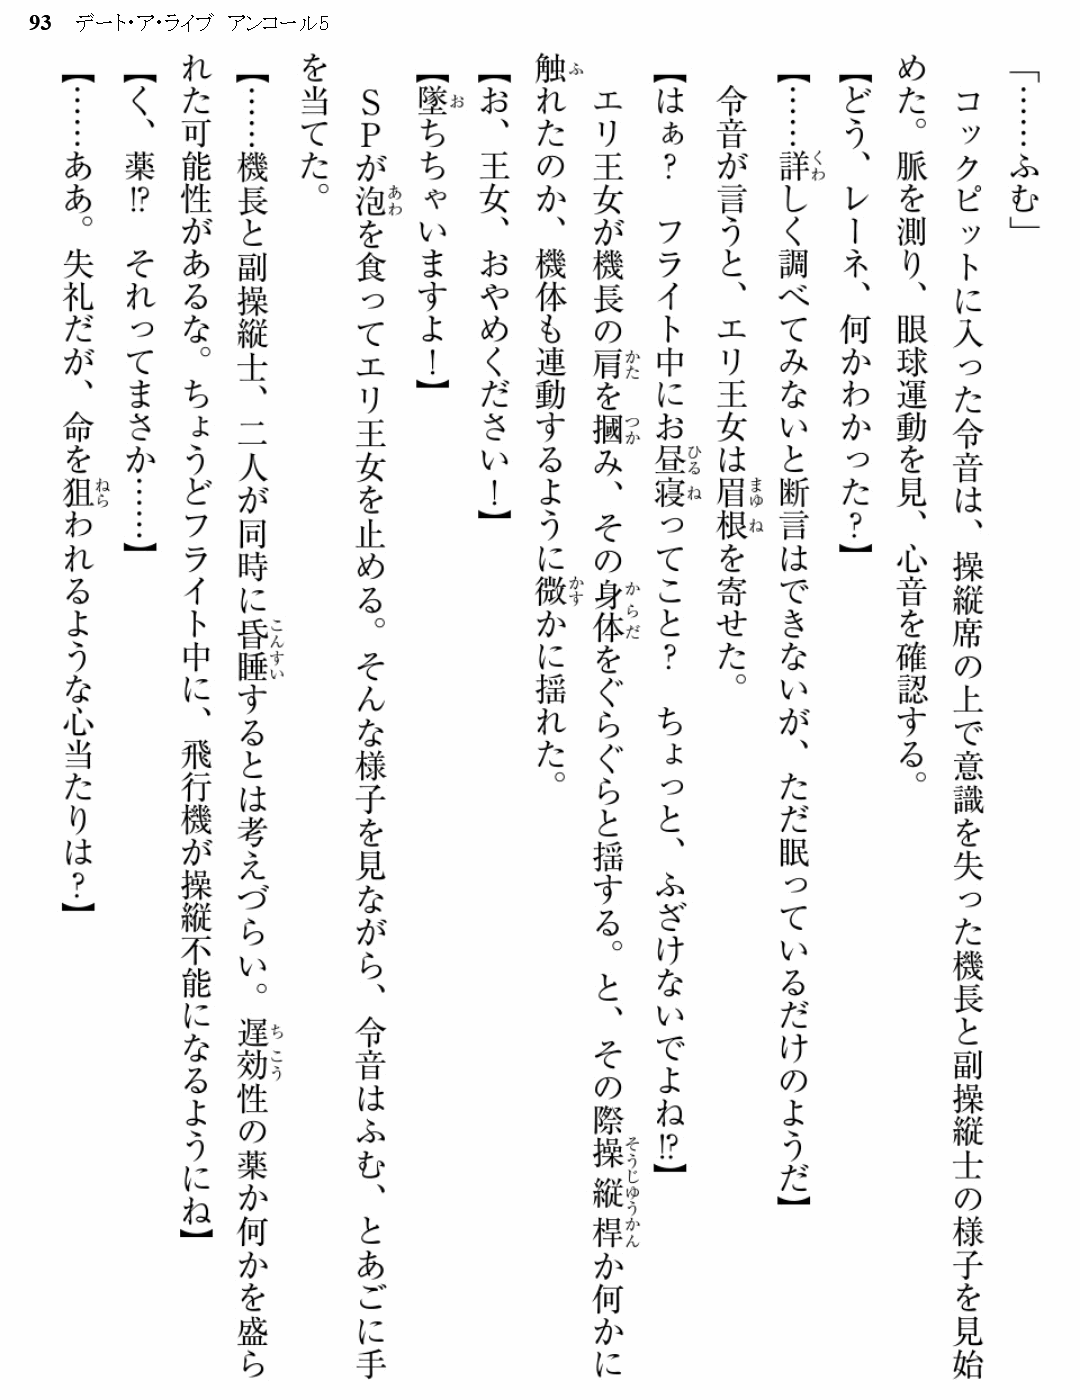 93 デート・ア・ライブ アンコール5
「……ふむ」
　コックピットに入った令音は、操縦席の上で意識を失った機長と副操縦士の様子を見始
めた。脈を測り、眼球運動を見、心音を確認する。
【どう、レーネ、何かわかった？】
【……詳しく調べてみないと断言はできないが、ただ眠っているだけのようだ】
　令音が言うと、エリ王女は眉根を寄せた。
【はぁ？　フライト中にお昼寝ってこと？　ちょっと、ふざけないでよね!?】
　エリ王女が機長の肩を摑み、その身体をぐらぐらと揺する。と、その際操縦桿か何かに
触れたのか、機体も連動するように微かに揺れた。
【お、王女、おやめください！】
【墜ちちゃいますよ！】
　ＳＰが泡を食ってエリ王女を止める。そんな様子を見ながら、令音はふむ、とあごに手
を当てた。
【……機長と副操縦士、二人が同時に昏睡するとは考えづらい。遅効性の薬か何かを盛ら
れた可能性があるな。ちょうどフライト中に、飛行機が操縦不能になるようにね】
【く、薬!?　それってまさか……】
【……ああ。失礼だが、命を狙われるような心当たりは？】